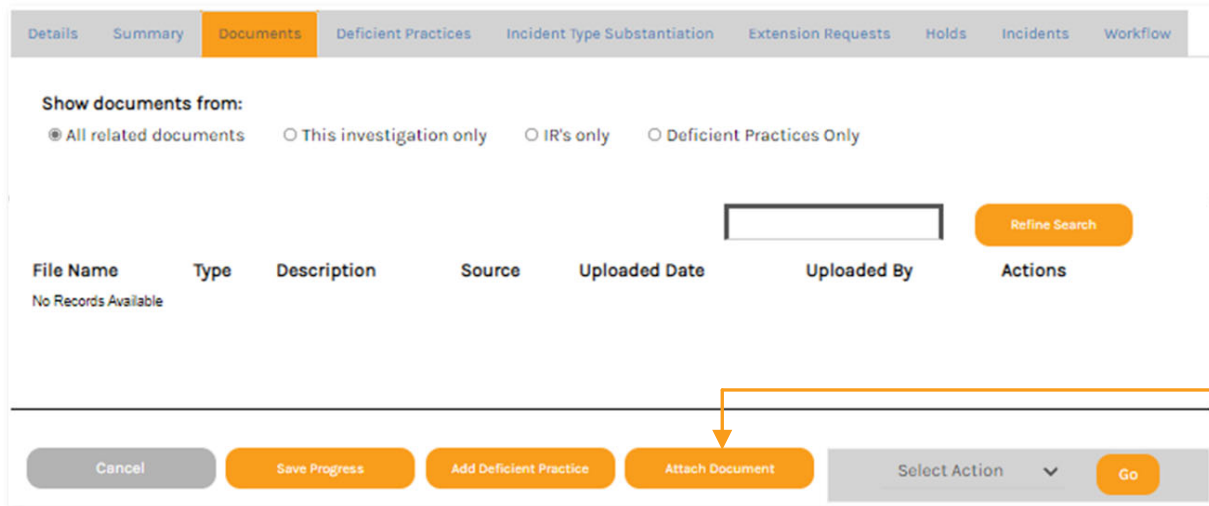 Details Summary Documents Deficient Practices Incident Type Substantiation Extension Requests Holds Incidents Workflow
Show documents from:
All related documents This investigation only IR's only Deficient Practices Only
Refine Search
File Name Type Description Source Uploaded Date Uploaded By Actions
No Records Available
Cancel Save Progress Add Deficient Practice Attach Document Select Action Go